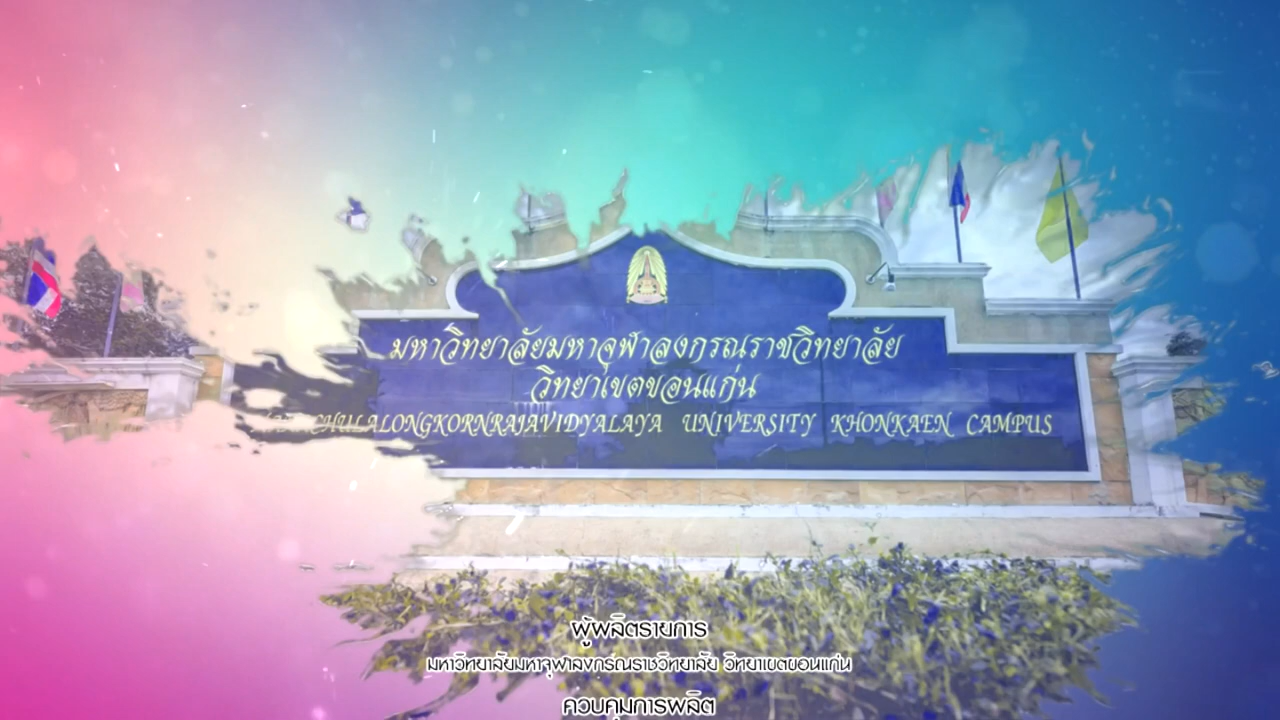 มหาวิทยาลัยมหาจุฬาลงกรณราชวิทยาลัย
วิทยาเขตขอนแก่น
CHULALONGKORNRAJAVIDYALAYA UNIVERSITY KHONKAEN CAMPUS
ผู้ผลิตรายการ
มหาวิทยาลัยมหาจุฬาลงกรณราชวิทยาลัย วิทยาเขตขอนแก่น
ควบคุมการผลิต